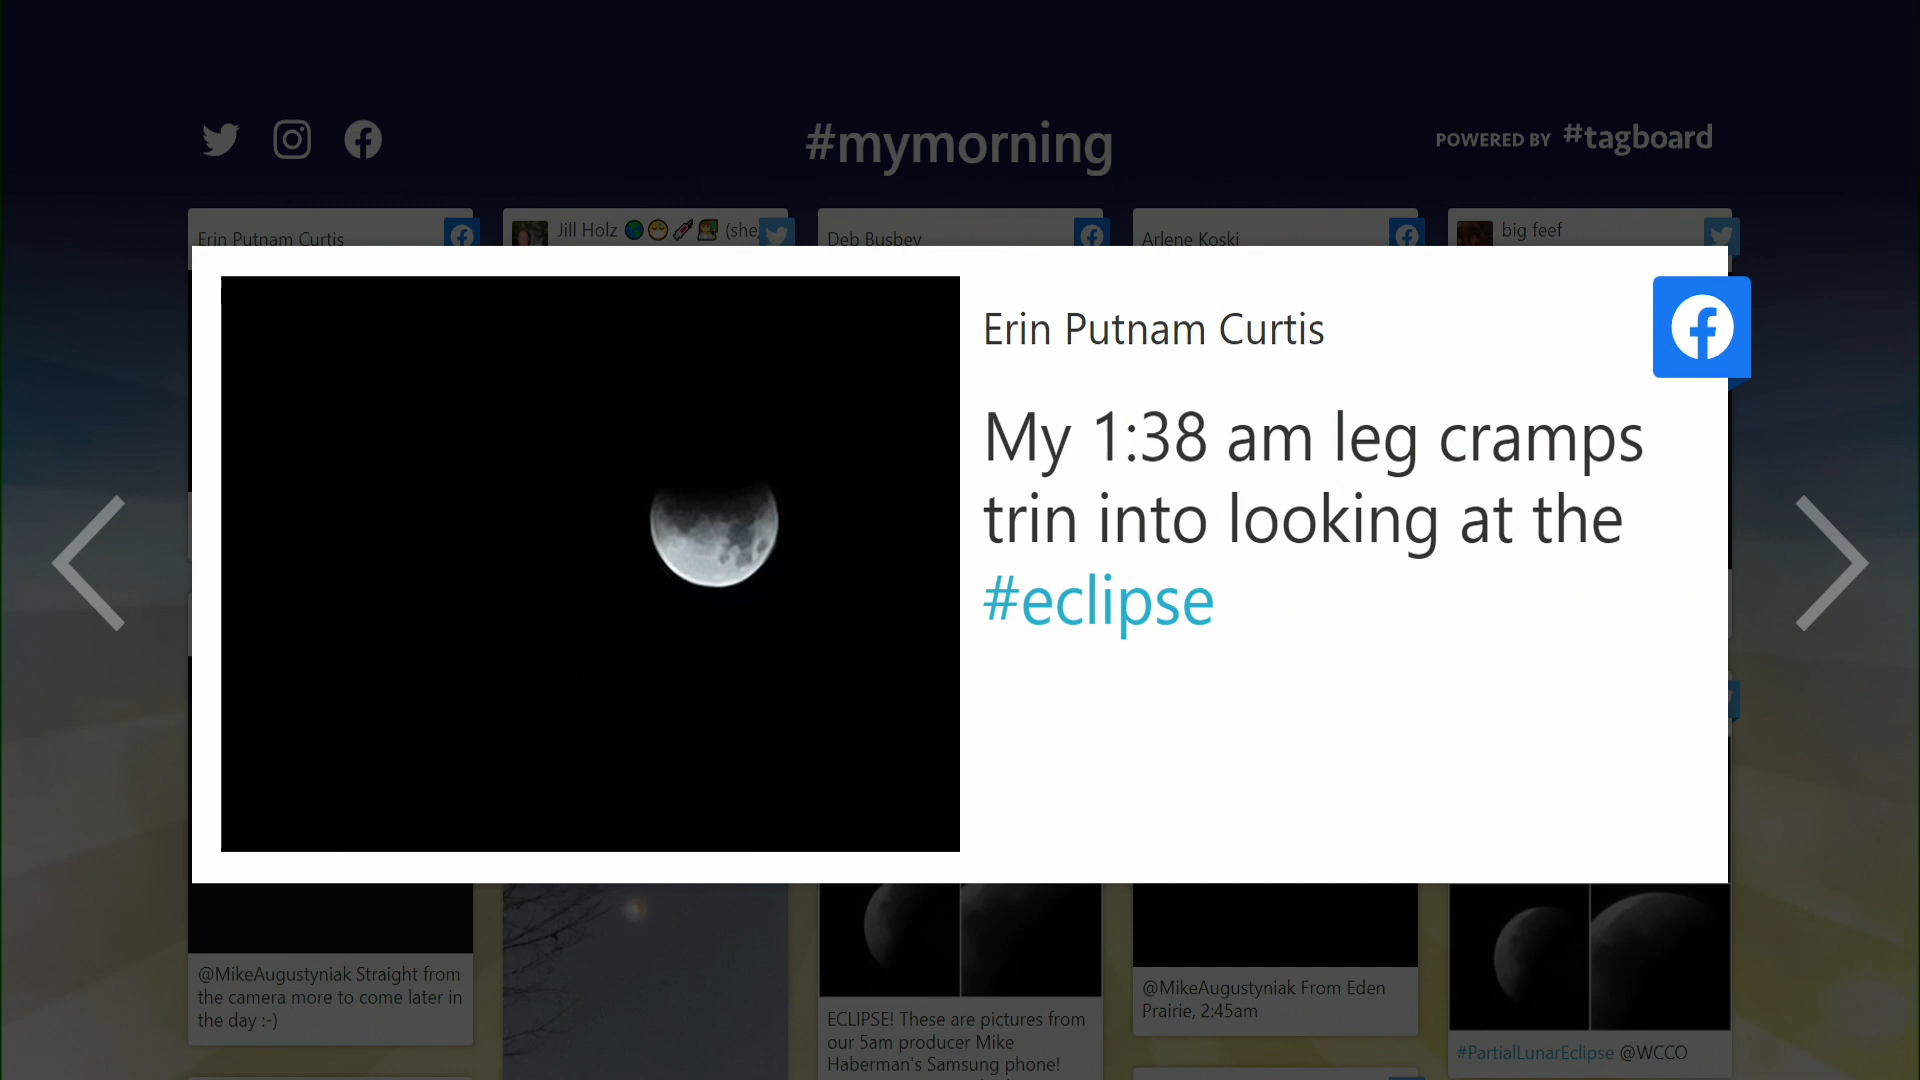 #mymorning
POWERED BY #tagboard
Erin Putnam Curtis
Jill Holz (she,
Deb Busbey
Arlene Koski
big feef
Erin Putnam Curtis
My 1:38 am leg cramps
trin into looking at the
#eclipse
@MikeAugustyniak Straight from
the camera more to come later in
the day :-)
ECLIPSE! These are pictures from
our 5am producer Mike
Haberman's Samsung phone!
@MikeAugustyniak From Eden
Prairie, 2:45am
#PartialLunarEclipse @WCCO